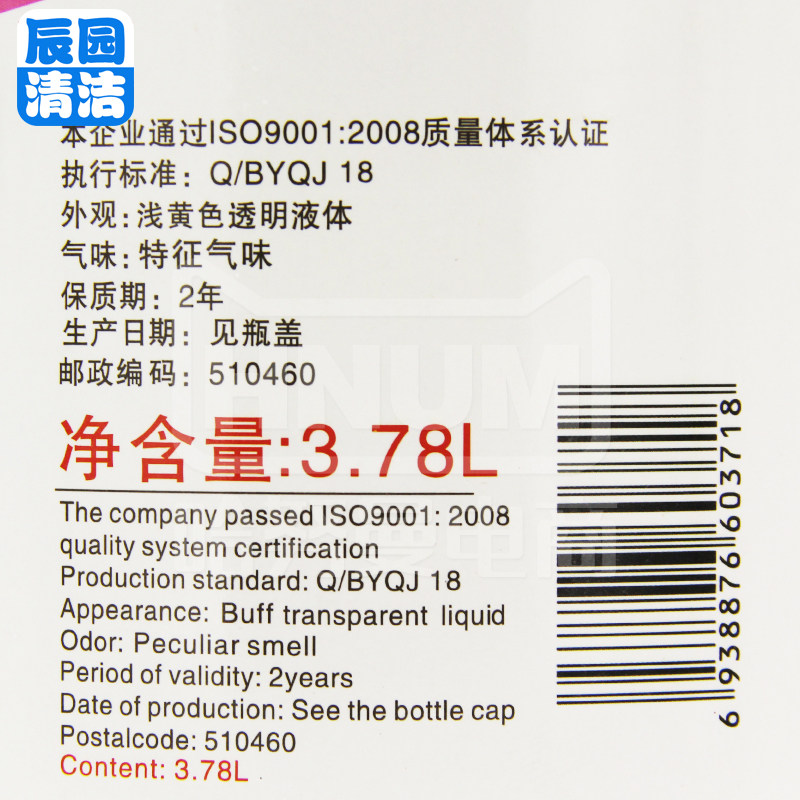 辰园
清洁
本企业通过ISO9001:2008质量体系认证
执行标准：Q/BYQJ 18
外观：浅黄色透明液体
气味：特征气味
保质期：2年
生产日期：见瓶盖
邮政编码：510460
净含量:3.78L
The company passed ISO9001: 2008
quality system certification
Production standard: Q/BYQJ 18
Appearance: Buff transparent liquid
Odor: Peculiar smell
Period of validity: 2years
Date of production: See the bottle cap
Postalcode: 510460
Content: 3.78L
6 938876 603718
HNUM